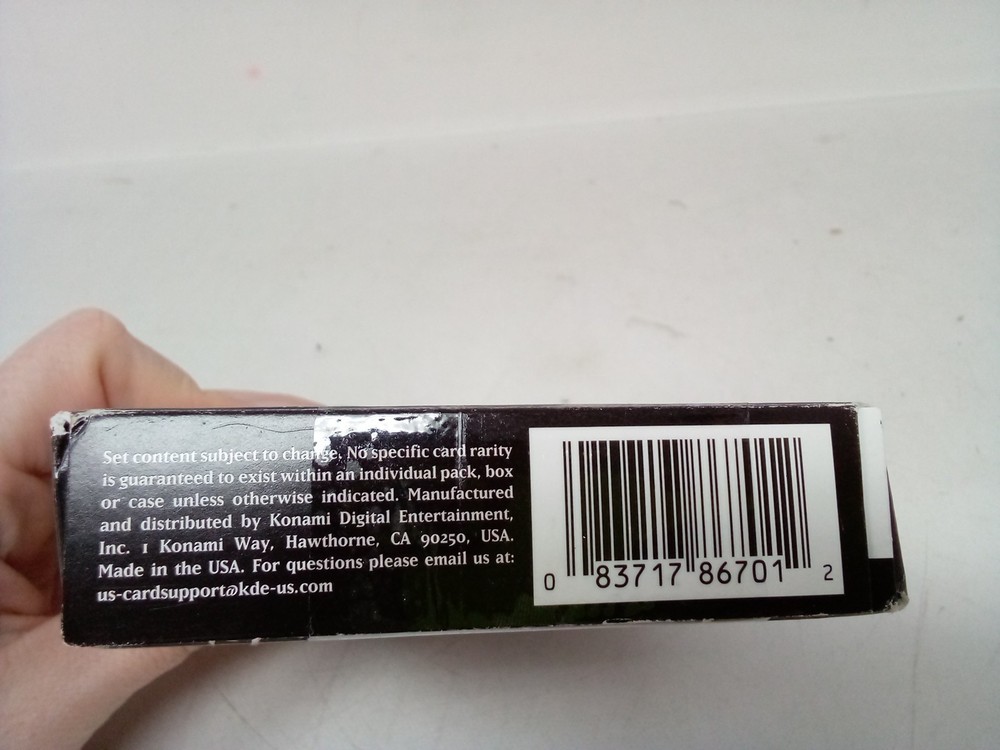 Set content subject to change. No specific card rarity
is guaranteed to exist within an individual pack, box
or case unless otherwise indicated. Manufactured
and distributed by Konami Digital Entertainment,
Inc. 1 Konami Way, Hawthorne, CA 90250, USA.
Made in the USA. For questions please email us at:
us-cardsupport@kde-us.com
0 83717 86701 2